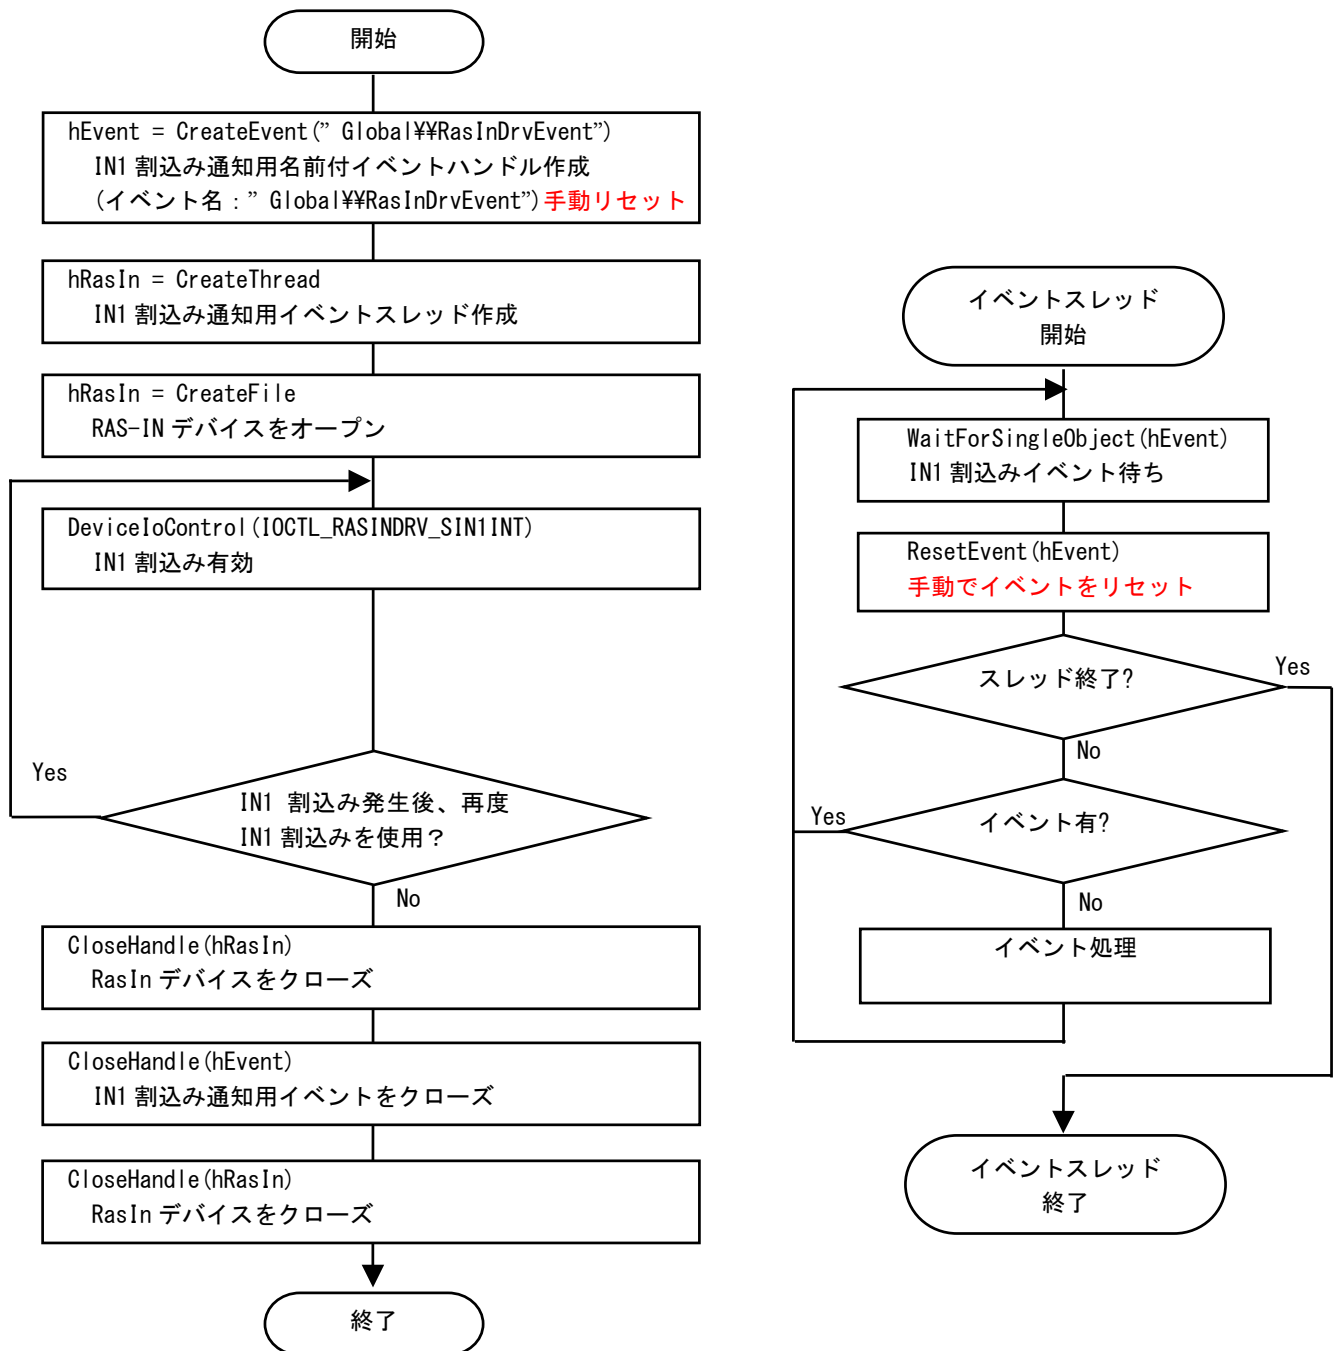 開始
hEvent = CreateEvent(” Global¥¥RasInDrvEvent”)
IN1 割込み通知用名前付イベントハンドル作成
(イベント名：” Global¥¥RasInDrvEvent”)手動リセット
hRasIn = CreateThread
IN1 割込み通知用イベントスレッド作成
hRasIn = CreateFile
RAS-IN デバイスをオープン
DeviceIoControl(IOCTL_RASINDRV_SIN1INT)
IN1 割込み有効
Yes
IN1 割込み発生後、再度
IN1 割込みを使用？
No
CloseHandle(hRasIn)
RasIn デバイスをクローズ
CloseHandle(hEvent)
IN1 割込み通知用イベントをクローズ
CloseHandle(hRasIn)
RasIn デバイスをクローズ
終了
イベントスレッド
開始
WaitForSingleObject(hEvent)
IN1 割込みイベント待ち
ResetEvent(hEvent)
手動でイベントをリセット
スレッド終了?
Yes
No
イベント有?
Yes
No
イベント処理
イベントスレッド
終了